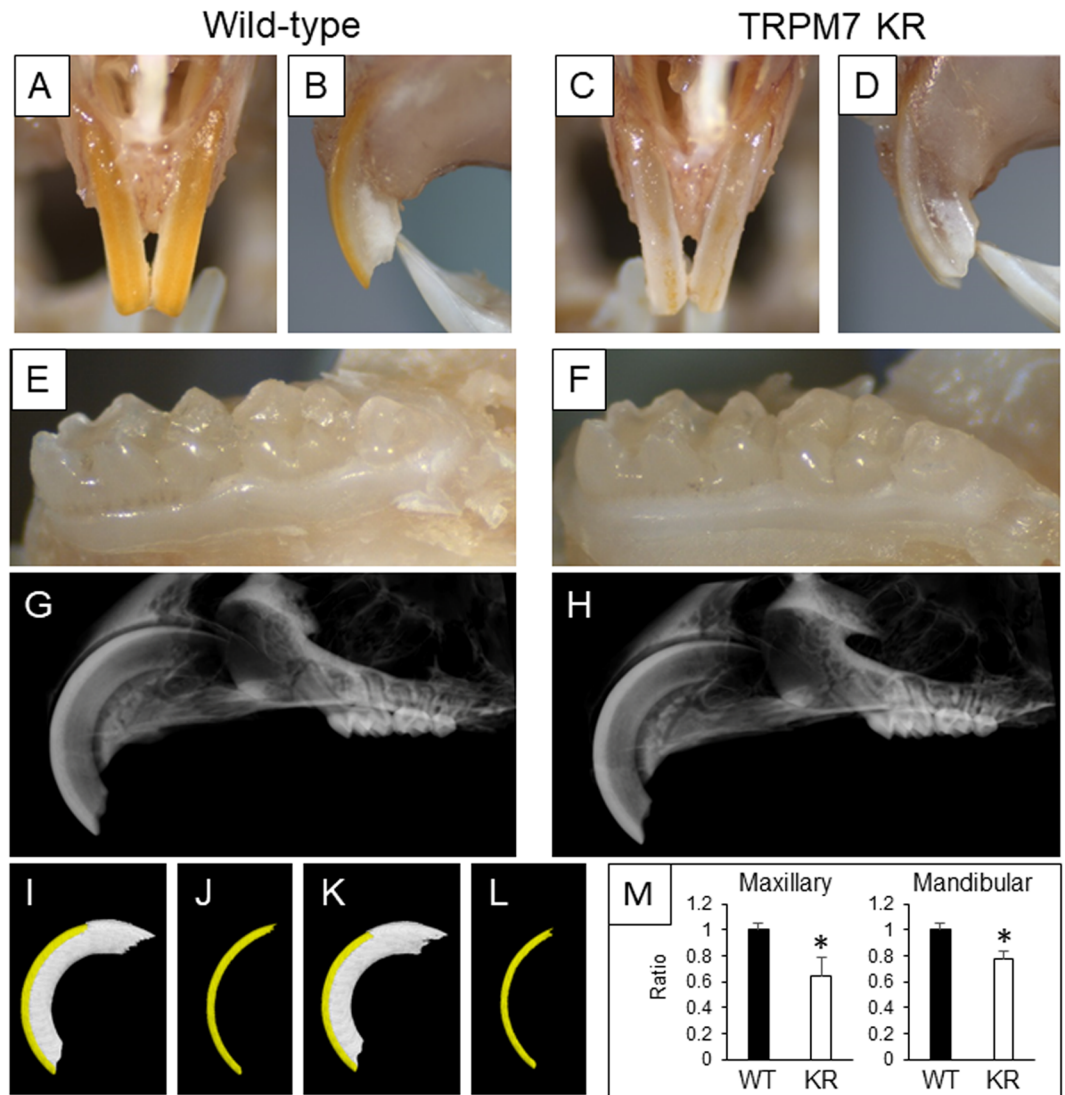 Wild-type TRPM7 KR
A B C D
E F
G H
I J K L M Maxillary Mandibular
1.2 1.2
1 1
0.8 * 0.8 *
0.6 0.6
0.4 0.4
0.2 0.2
0 0
Ratio
WT KR WT KR